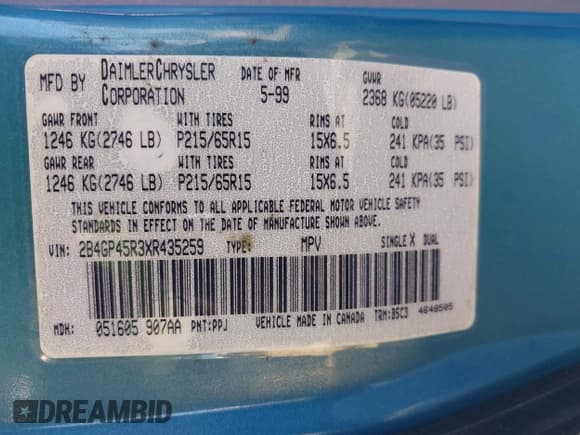 MFD BY DAIMLERCHRYSLER CORPORATION DATE OF MFR 5-99 GVWR 2368 KG(05220 LB)
GAWR FRONT WITH TIRES RIMS AT COLD
1246 KG(2746 LB) P215/65R15 15X6.5 241 KPA(35 PSI)
GAWR REAR WITH TIRES RIMS AT COLD
1246 KG(2746 LB) P215/65R15 15X6.5 241 KPA(35 PSI)
THIS VEHICLE CONFORMS TO ALL APPLICABLE FEDERAL MOTOR VEHICLE SAFETY
STANDARDS IN EFFECT ON THE DATE OF MANUFACTURE SHOWN ABOVE.
VIN: 2B4GP45R3XR435259 TYPE: MPV SINGLE X DUAL
MDH: 051605 907AA PNT:PPJ VEHICLE MADE IN CANADA TRM:B5C3 4648505
DREAMBID